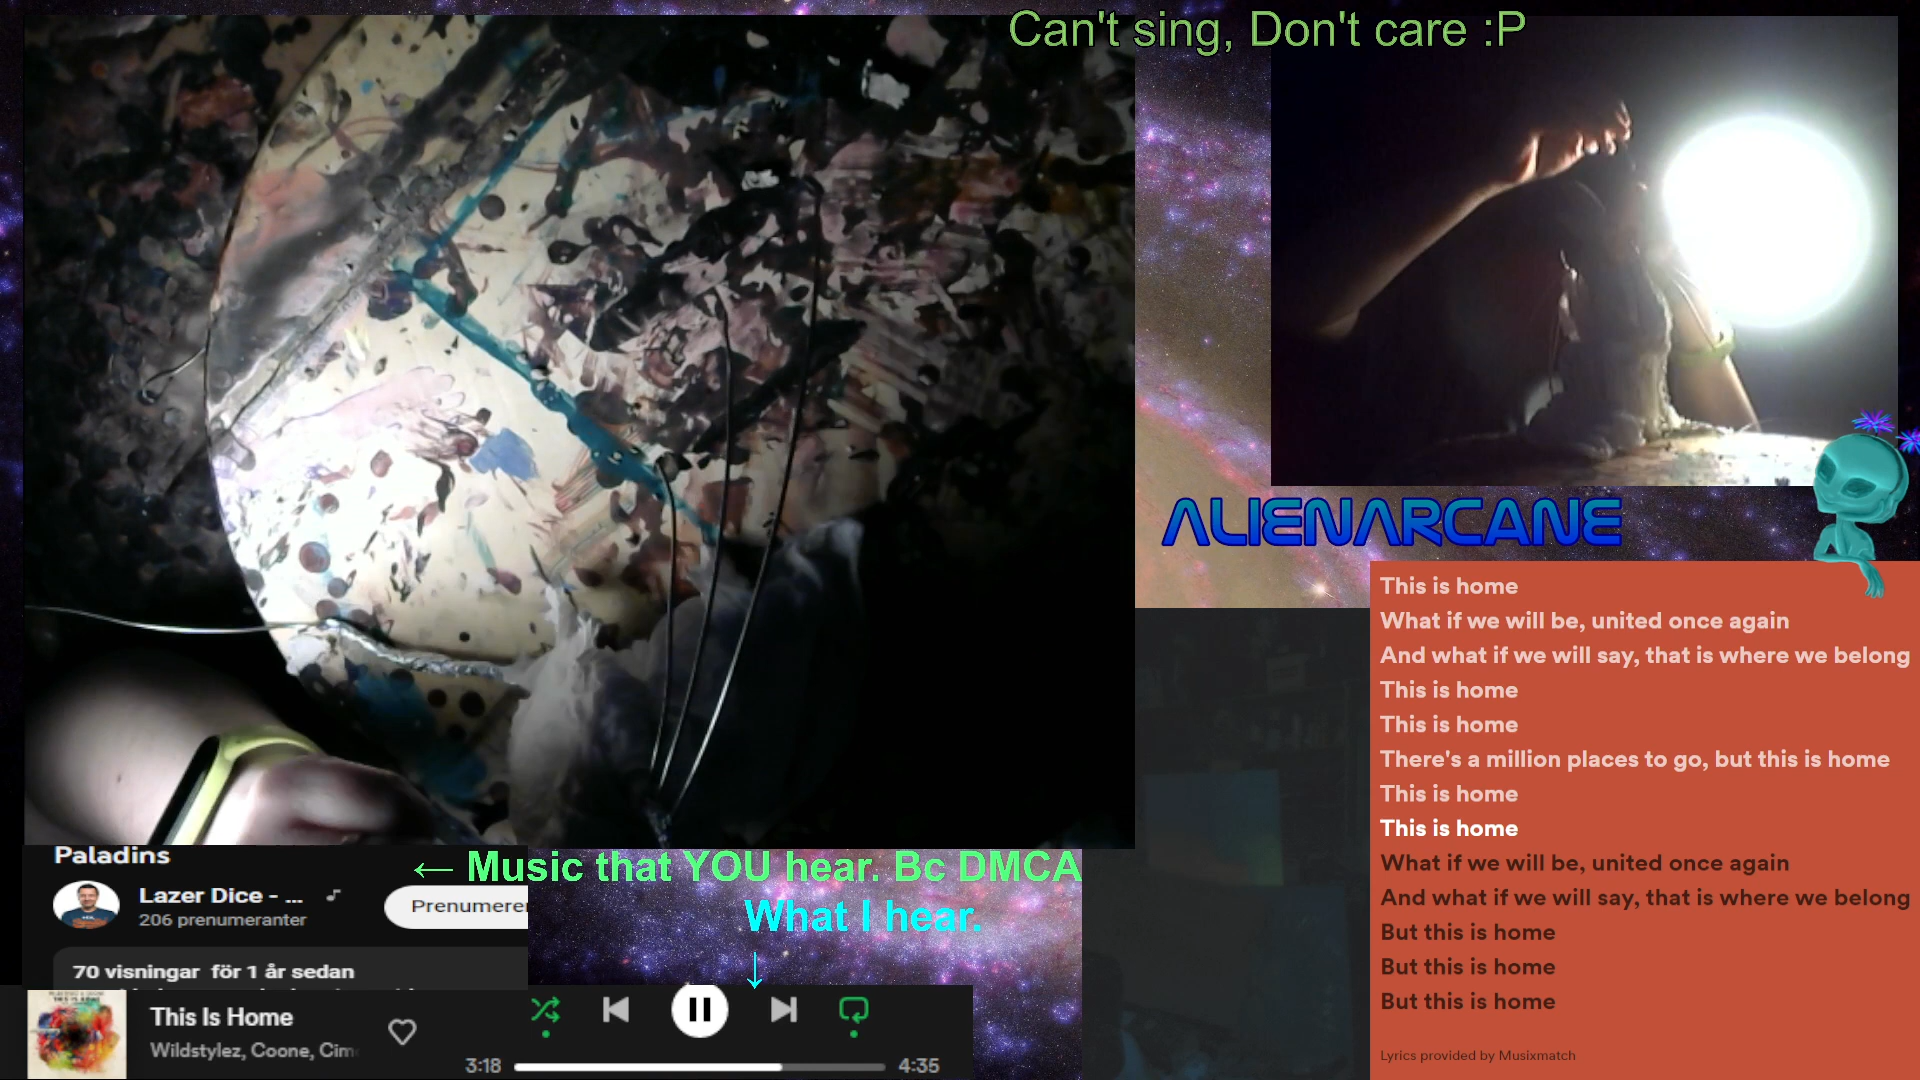 Can't sing, Don't care :P
ALIENARCANE
This is home
What if we will be, united once again
And what if we will say, that is where we belong
This is home
This is home
There's a million places to go, but this is home
This is home
This is home
What if we will be, united once again
And what if we will say, that is where we belong
But this is home
But this is home
But this is home
Lyrics provided by Musixmatch
Paladins
Lazer Dice - ...
206 prenumeranter
Prenumerer
70 visningar för 1 år sedan
← Music that YOU hear. Bc DMCA
What I hear.
↓
This Is Home
Wildstylez, Coone, Cim
3:18
4:35